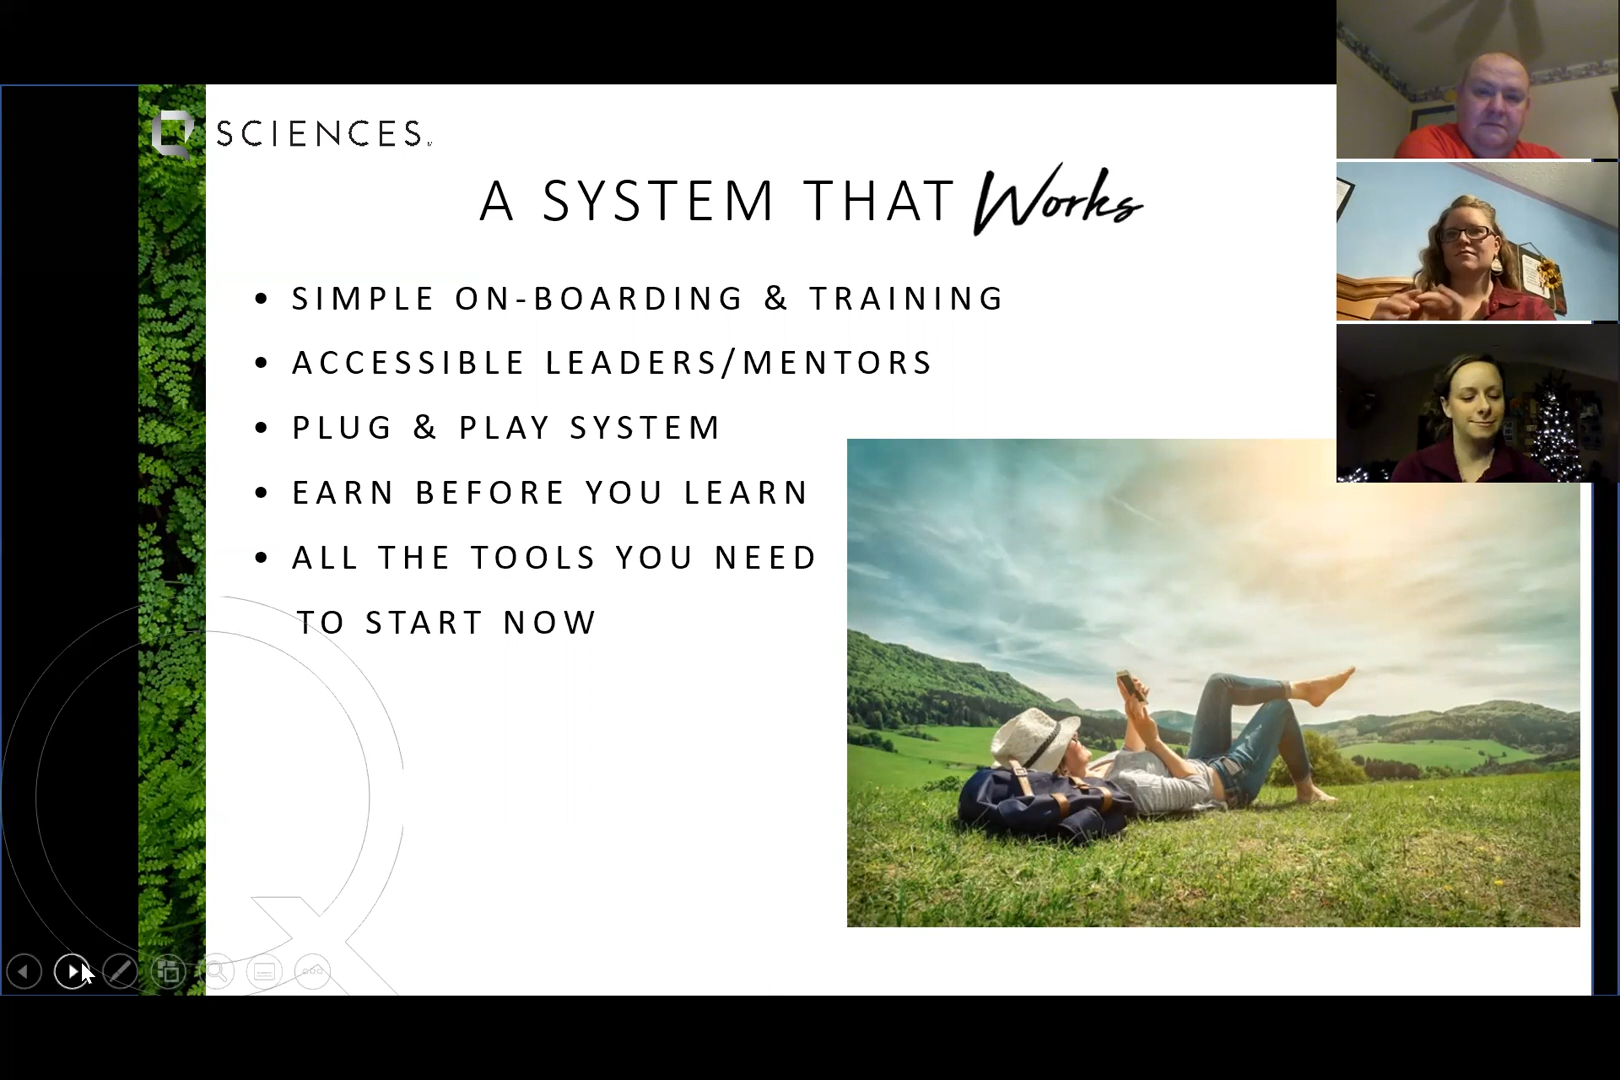 Q SCIENCES
A SYSTEM THAT Works
• SIMPLE ON-BOARDING & TRAINING
• ACCESSIBLE LEADERS/MENTORS
• PLUG & PLAY SYSTEM
• EARN BEFORE YOU LEARN
• ALL THE TOOLS YOU NEED
TO START NOW